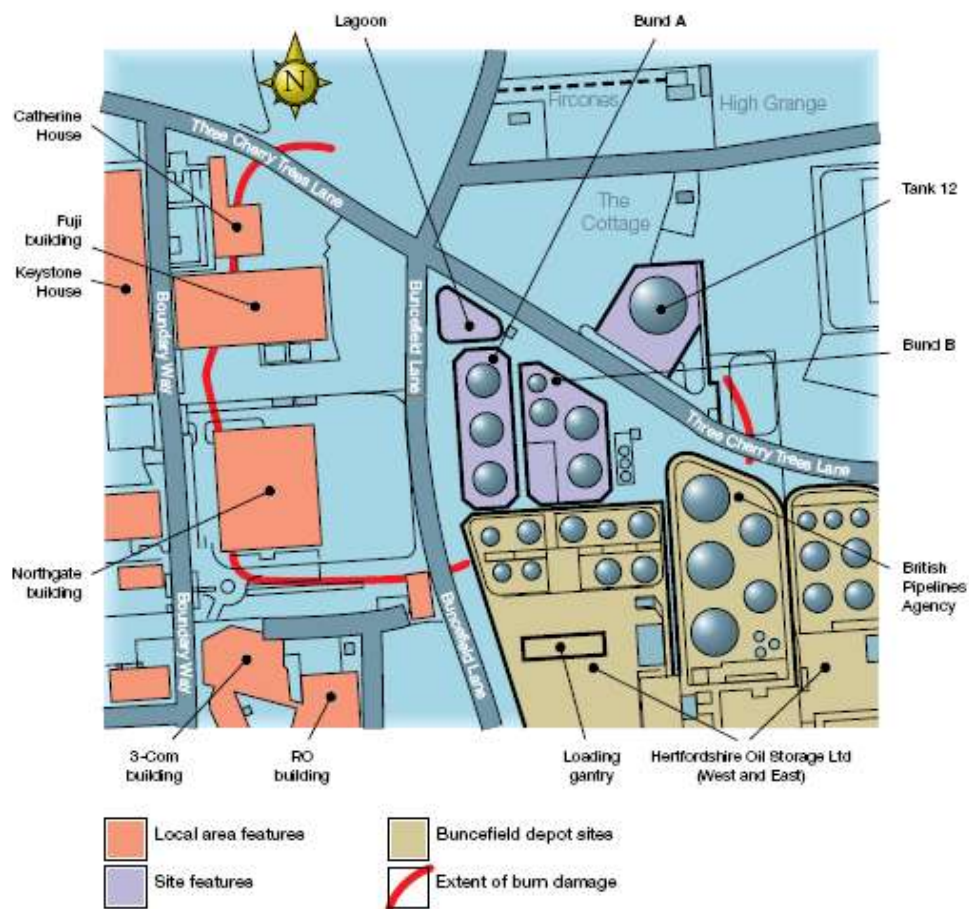 Lagoon
Bund A
N
Catherine
House
Fuji
building
Keystone
House
Northgate
building
Three Cherry Trees Lane
Fircones
High Grange
The
Cottage
Tank 12
Bund B
Buncefield Lane
Boundary Way
Three Cherry Trees Lane
British
Pipelines
Agency
Boundary Way
Buncefield Lane
3-Com
building
RO
building
Loading
gantry
Hertfordshire Oil Storage Ltd
(West and East)
Local area features
Buncefield depot sites
Site features
Extent of burn damage